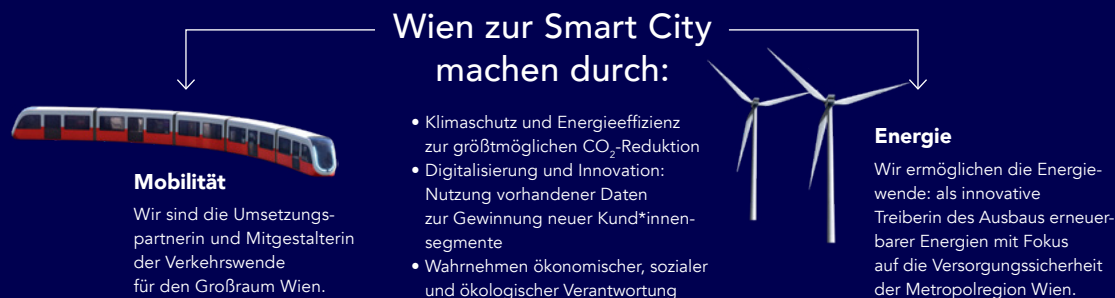 Wien zur Smart City
machen durch:
• Klimaschutz und Energieeffizienz
zur größtmöglichen CO₂-Reduktion
• Digitalisierung und Innovation:
Nutzung vorhandener Daten
zur Gewinnung neuer Kund*innen-
segmente
• Wahrnehmen ökonomischer, sozialer
und ökologischer Verantwortung
Mobilität
Wir sind die Umsetzungs-
partnerin und Mitgestalterin
der Verkehrswende
für den Großraum Wien.
Energie
Wir ermöglichen die Energie-
wende: als innovative
Treiberin des Ausbaus erneuer-
barer Energien mit Fokus
auf die Versorgungssicherheit
der Metropolregion Wien.